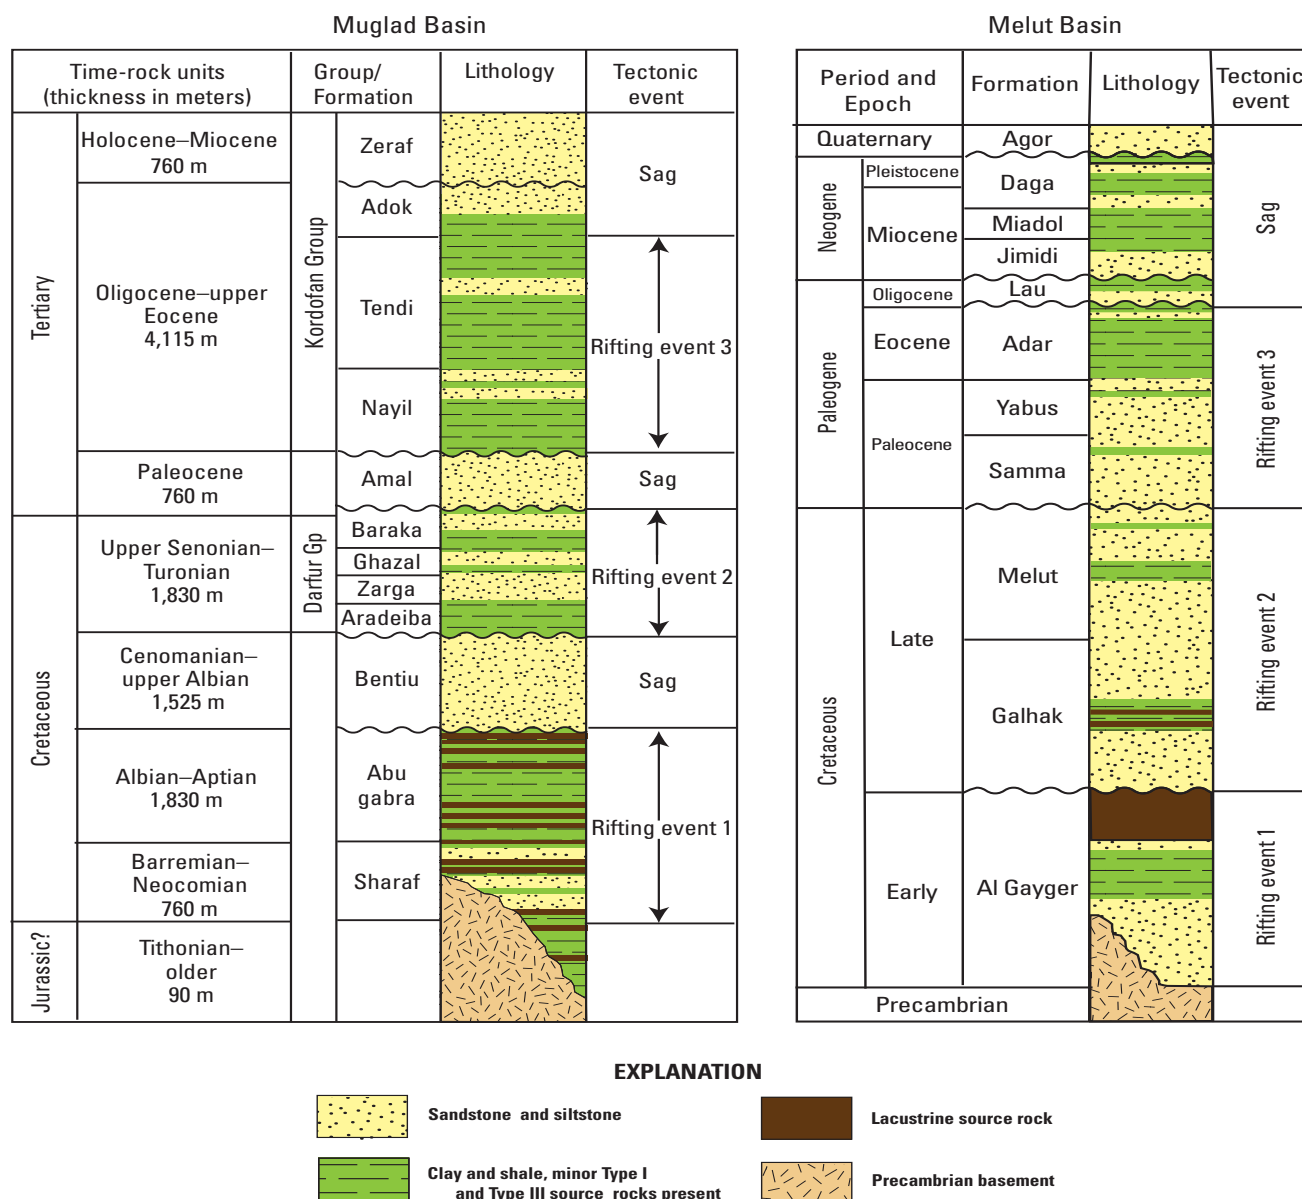 Muglad Basin
Time-rock units
(thickness in meters)
Group/
Formation
Lithology
Tectonic
event
Tertiary
Holocene–Miocene
760 m
Oligocene–upper
Eocene
4,115 m
Paleocene
760 m
Cretaceous
Upper Senonian–
Turonian
1,830 m
Cenomanian–
upper Albian
1,525 m
Albian–Aptian
1,830 m
Barremian–
Neocomian
760 m
Jurassic?
Tithonian–
older
90 m
Kordofan Group
Darfur Gp
Zeraf
Adok
Tendi
Nayil
Amal
Baraka
Ghazal
Zarga
Aradeiba
Bentiu
Abu
gabra
Sharaf
Sag
Rifting event 3
Sag
Rifting event 2
Sag
Rifting event 1
Melut Basin
Period and
Epoch
Formation
Lithology
Tectonic
event
Quaternary
Neogene
Pleistocene
Miocene
Paleogene
Oligocene
Eocene
Paleocene
Cretaceous
Late
Early
Precambrian
Agor
Daga
Miadol
Jimidi
Lau
Adar
Yabus
Samma
Melut
Galhak
Al Gayger
Sag
Rifting event 3
Rifting event 2
Rifting event 1
EXPLANATION
Sandstone and siltstone
Clay and shale, minor Type I
and Type III source rocks present
Lacustrine source rock
Precambrian basement